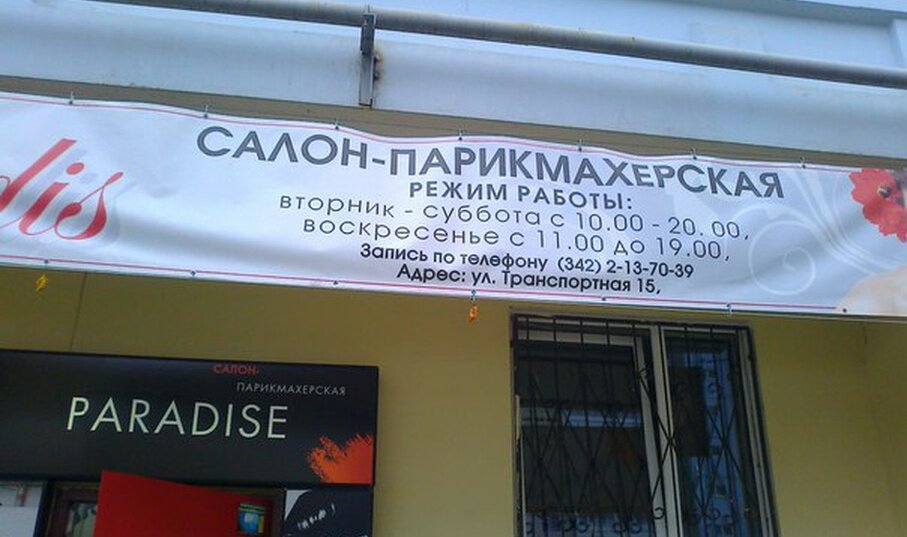 САЛОН-ПАРИКМАХЕРСКАЯ
РЕЖИМ РАБОТЫ:
вторник - суббота с 10.00 - 20. 00,
воскресенье с 11.00 до 19.00,
Запись по телефону (342) 2-13-70-39
Адрес: ул. Транспортная 15,
САЛОН-
ПАРИКМАХЕРСКАЯ
PARADISE